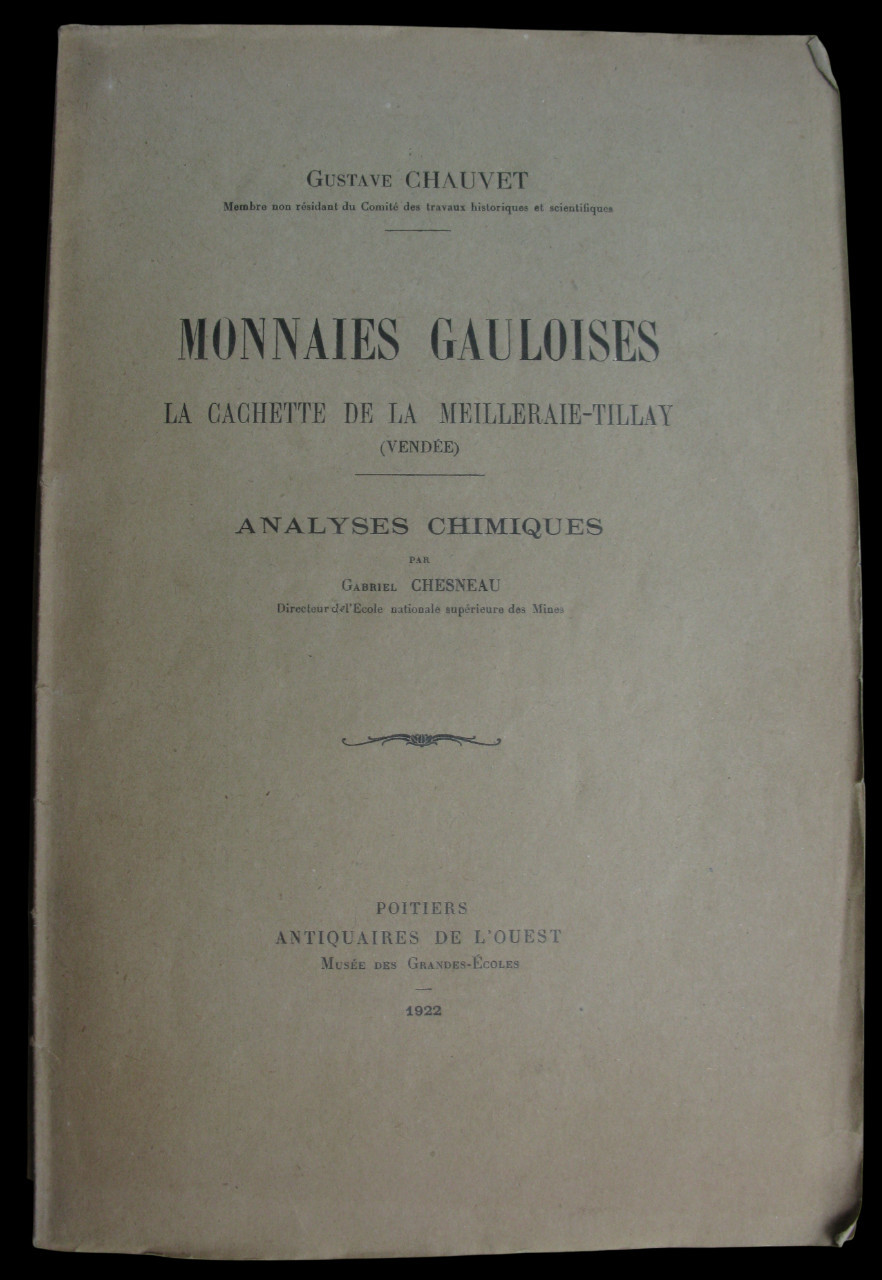 GUSTAVE CHAUVET
Membre non résidant du Comité des travaux historiques et scientifiques
MONNAIES GAULOISES
LA CACHETTE DE LA MEILLERAIE-TILLAY
(VENDÉE)
ANALYSES CHIMIQUES
PAR
GABRIEL CHESNEAU
Directeur de l'Ecole nationale supérieure des Mines
POITIERS
ANTIQUAIRES DE L'OUEST
MUSÉE DES GRANDES-ÉCOLES
1922